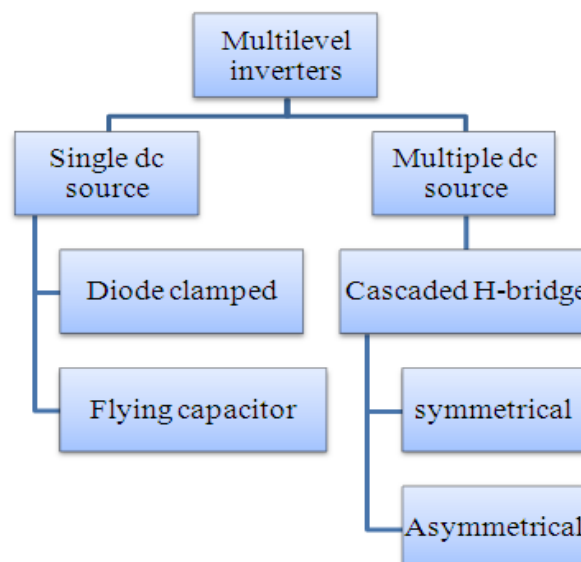 Multilevel
inverters
Single dc
source
Multiple dc
source
Diode clamped
Cascaded H-bridge
Flying capacitor
symmetrical
Asymmetrical